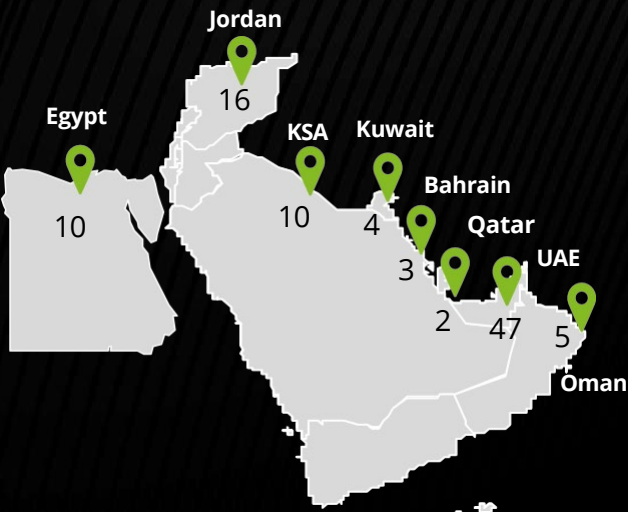 Jordan
16
Egypt
10
KSA
10
Kuwait
4
Bahrain
3
Qatar
2
UAE
47
5
Oman